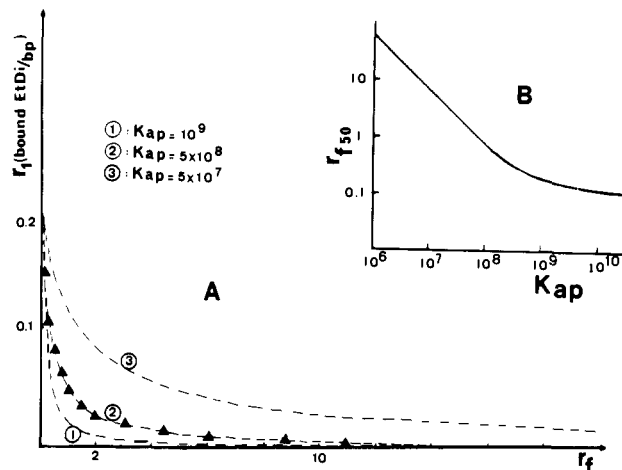 r₁(bound EtDi/bp)
① : Kap= 10⁹
② : Kap= 5x10⁸
③ : Kap= 5x10⁷
0.2
0.1
A
③
②
①
2
10
rf
B
rf50
10
1
0.1
10⁶
10⁷
10⁸
10⁹
10¹⁰
Kap